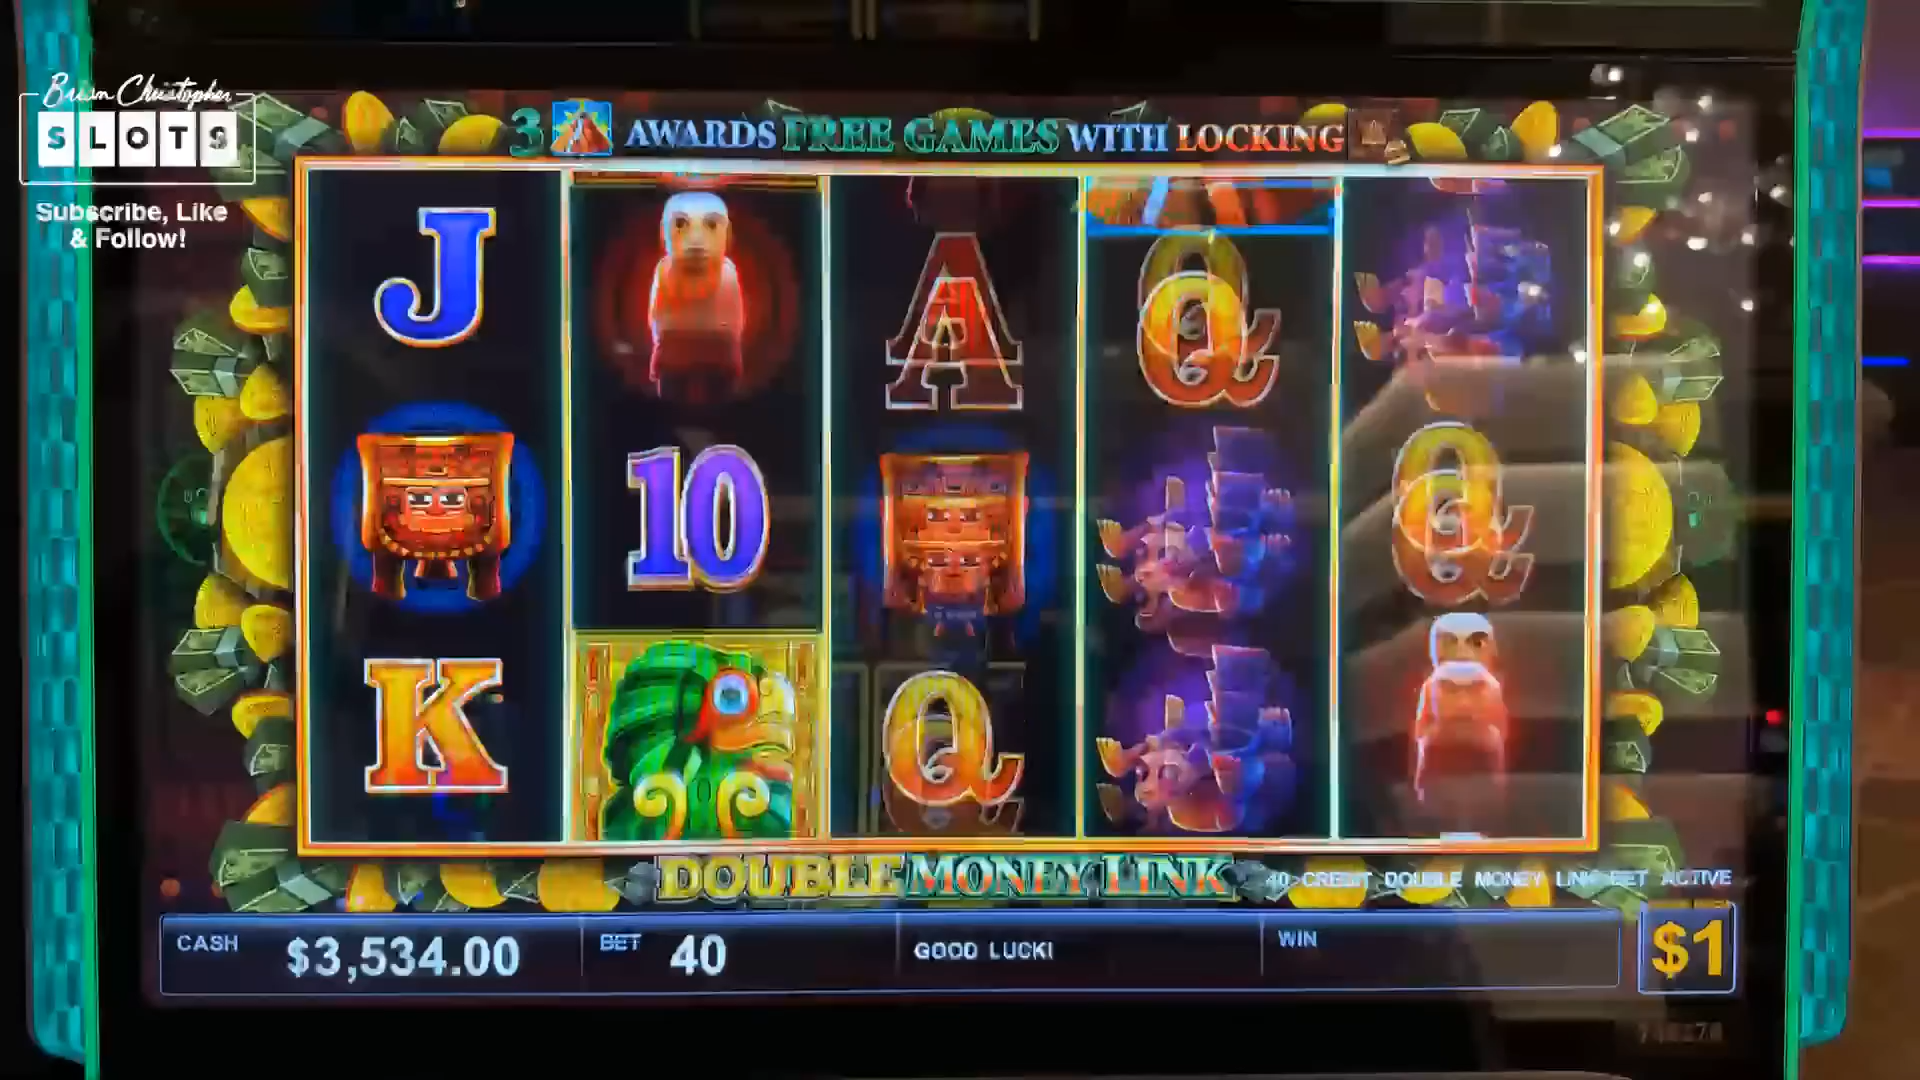 Brian Christopher
SLOTS
Subscribe, Like
& Follow!
3 AWARDS FREE GAMES WITH LOCKING
J
A
Q
10
Q
K
Q
DOUBLE MONEY LINK
40 CREDIT DOUBLE MONEY LINK BET ACTIVE
CASH $3,534.00
BET 40
GOOD LUCK!
WIN
$1